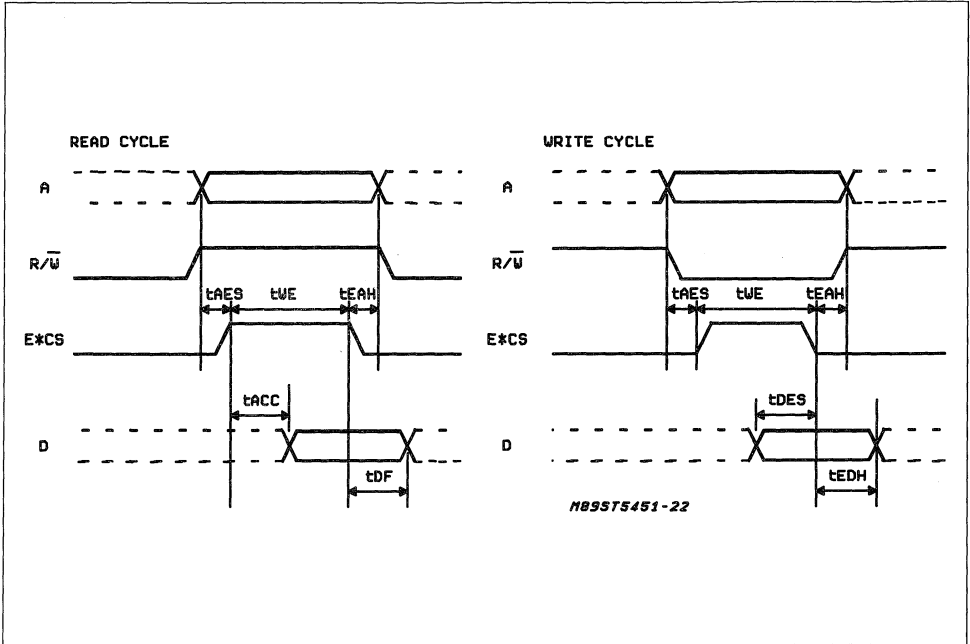 READ CYCLE
A
R/W̅
tAES tWE tEAH
E*CS
tACC
D
tDF
WRITE CYCLE
A
R/W̅
tAES tWE tEAH
E*CS
tDES
D
tEDH
M89ST5451-22